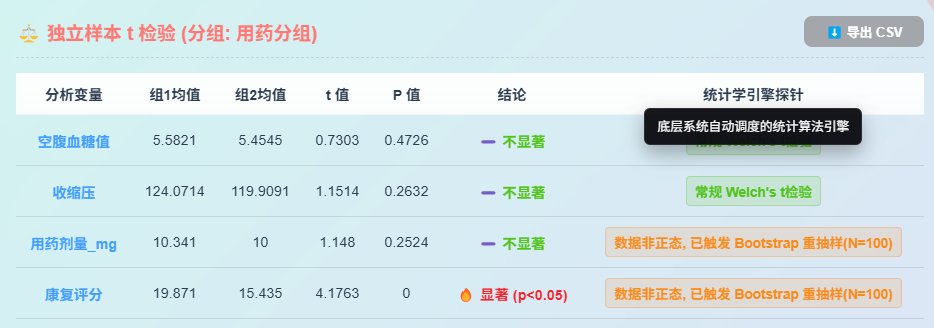 独立样本 t 检验 (分组: 用药分组)
导出 CSV
分析变量 组1均值 组2均值 t 值 P 值 结论 统计学引擎探针
底层系统自动调度的统计算法引擎
空腹血糖值 5.5821 5.4545 0.7303 0.4726 不显著
收缩压 124.0714 119.9091 1.1514 0.2632 不显著 常规 Welch's t检验
用药剂量_mg 10.341 10 1.148 0.2524 不显著 数据非正态, 已触发 Bootstrap 重抽样(N=100)
康复评分 19.871 15.435 4.1763 0 显著 (p<0.05) 数据非正态, 已触发 Bootstrap 重抽样(N=100)